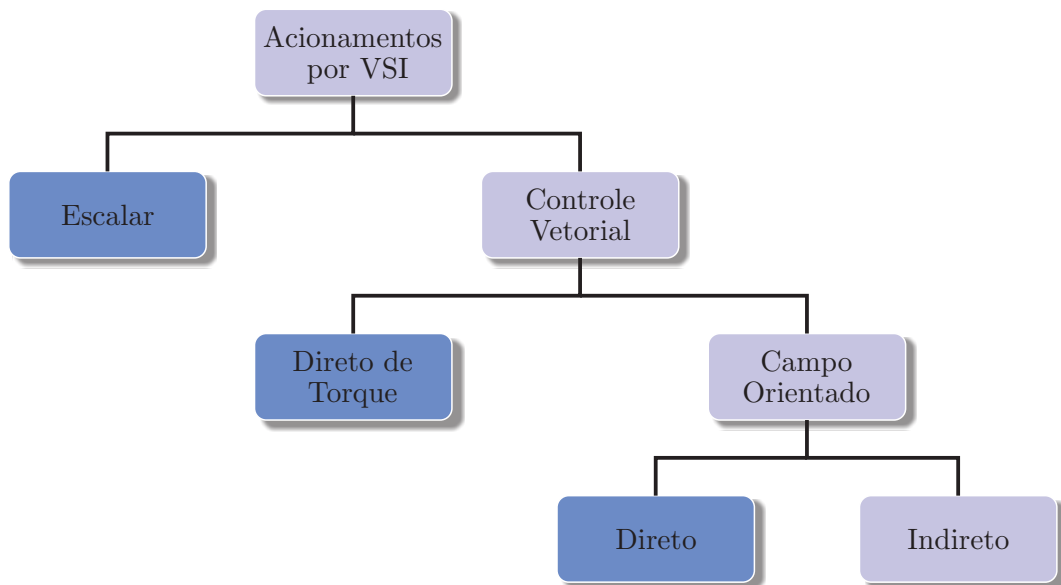 Acionamentos
por VSI
Escalar
Controle
Vetorial
Direto de
Torque
Campo
Orientado
Direto
Indireto